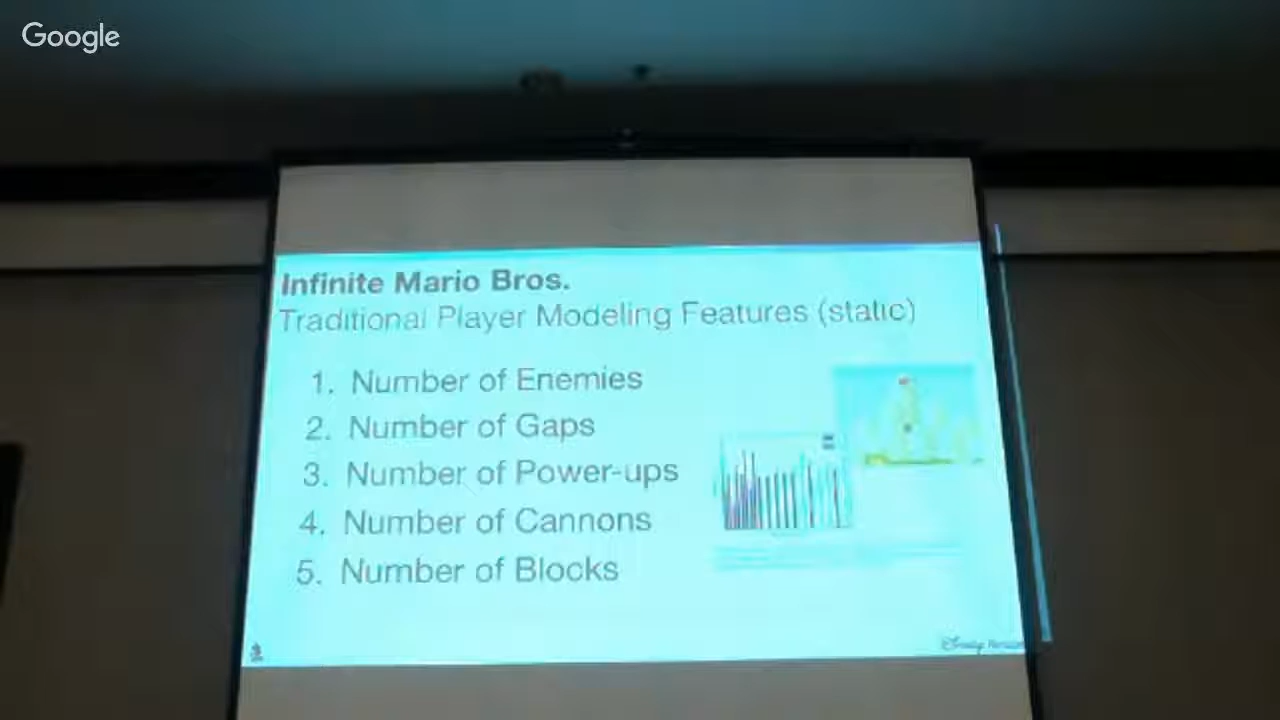 Google
Infinite Mario Bros.
Traditional Player Modeling Features (static)
1. Number of Enemies
2. Number of Gaps
3. Number of Power-ups
4. Number of Cannons
5. Number of Blocks
Disney